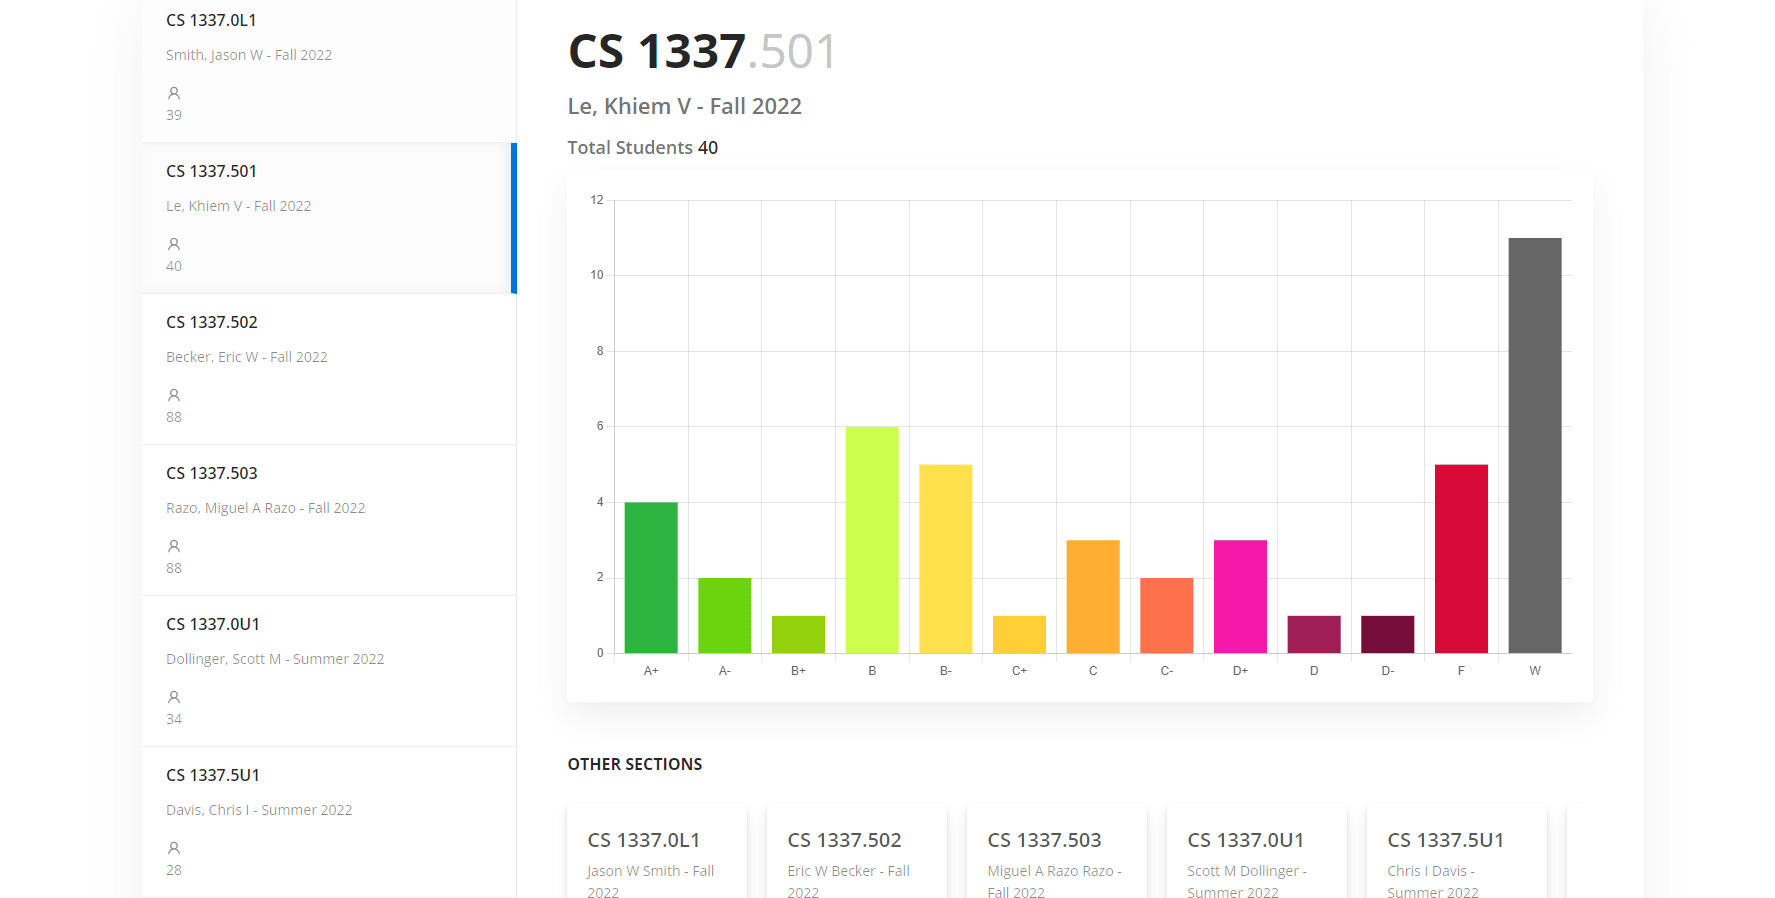 CS 1337.0L1
Smith, Jason W - Fall 2022
39
CS 1337.501
Le, Khiem V - Fall 2022
40
CS 1337.502
Becker, Eric W - Fall 2022
88
CS 1337.503
Razo, Miguel A Razo - Fall 2022
88
CS 1337.0U1
Dollinger, Scott M - Summer 2022
34
CS 1337.5U1
Davis, Chris I - Summer 2022
28
CS 1337.501
Le, Khiem V - Fall 2022
Total Students 40
12
10
8
6
4
2
0
A+ A- B+ B B- C+ C C- D+ D D- F W
OTHER SECTIONS
CS 1337.0L1
Jason W Smith - Fall
2022
CS 1337.502
Eric W Becker - Fall
2022
CS 1337.503
Miguel A Razo Razo -
Fall 2022
CS 1337.0U1
Scott M Dollinger -
Summer 2022
CS 1337.5U1
Chris I Davis -
Summer 2022